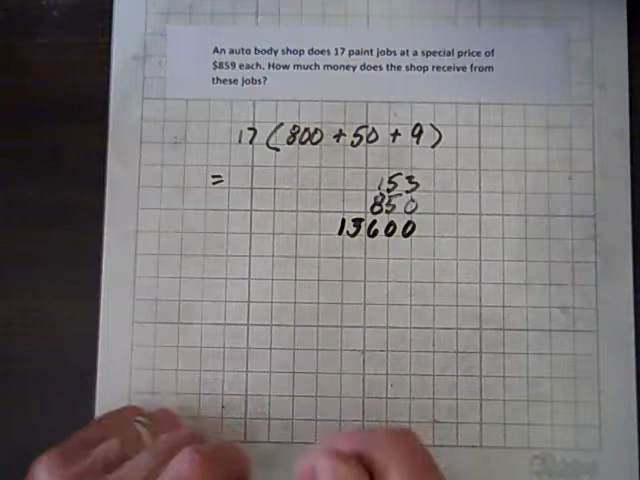 An auto body shop does 17 paint jobs at a special price of
$859 each. How much money does the shop receive from
these jobs?
17 (800 + 50 + 9)
= 153
850
13600